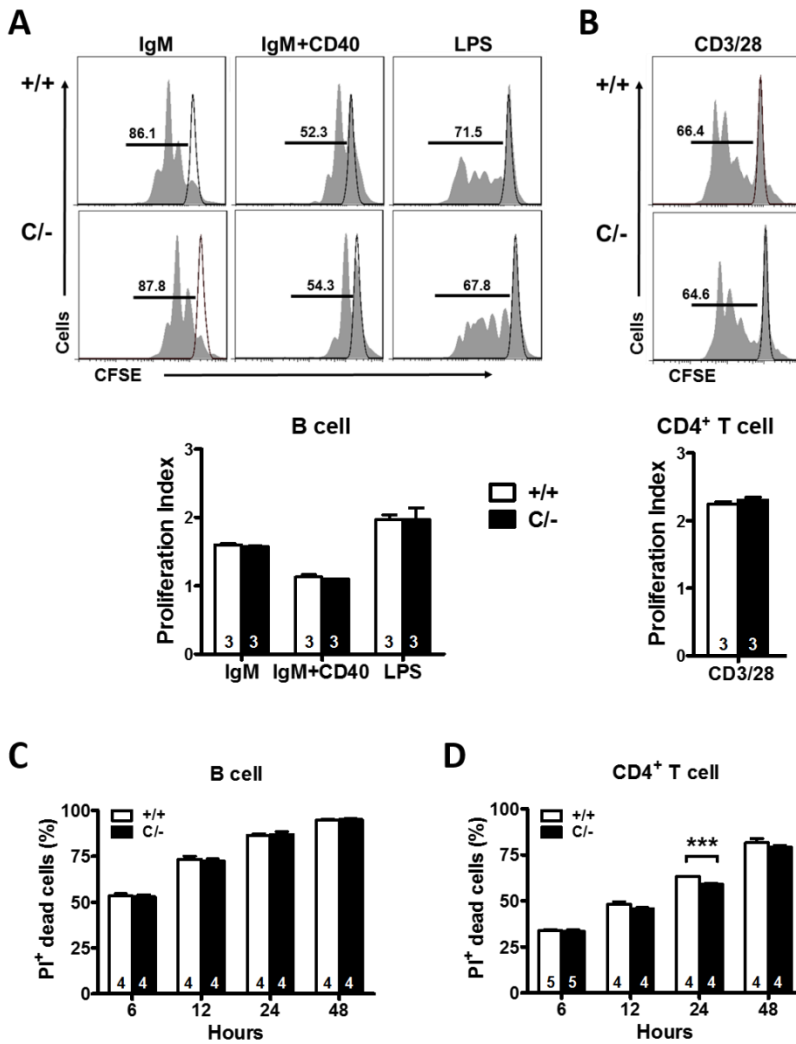 A
B
IgM
IgM+CD40
LPS
CD3/28
+/+
86.1
52.3
71.5
+/+
66.4
C/-
87.8
54.3
67.8
C/-
64.6
Cells
Cells
CFSE
CFSE
B cell
CD4+ T cell
Proliferation Index
3
2
1
0
3 3 3 3 3 3
IgM IgM+CD40 LPS
+/+
C/-
Proliferation Index
3
2
1
0
3 3
CD3/28
C
B cell
PI+ dead cells (%)
100
75
50
25
0
+/+
C/-
4 4 4 4 4 4 4 4
6 12 24 48
Hours
D
CD4+ T cell
PI+ dead cells (%)
100
75
50
25
0
+/+
C/-
***
5 5 4 4 4 4 4 4
6 12 24 48
Hours